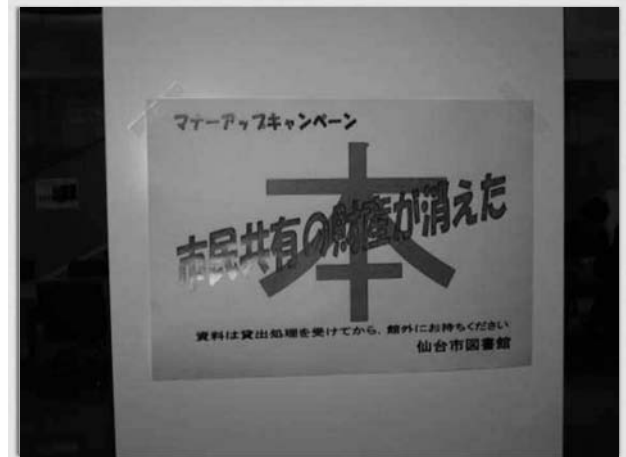 マナーアップキャンペーン
本
市民共有の財産が消えた
資料は貸出処理を受けてから、館外にお持ちください
仙台市図書館